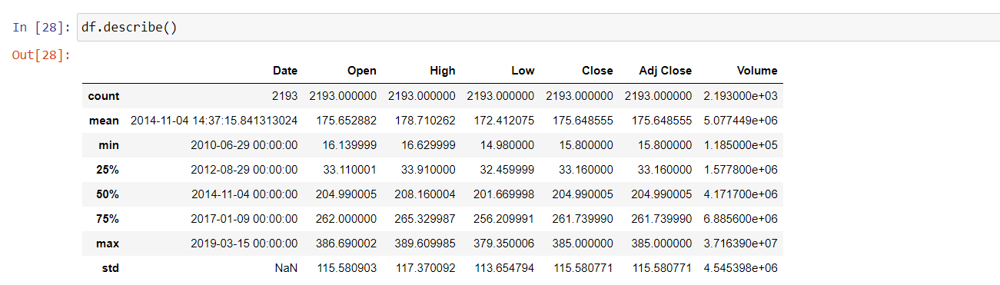 In [28]: df.describe()
Out[28]:
Date Open High Low Close Adj Close Volume
count 2193 2193.000000 2193.000000 2193.000000 2193.000000 2193.000000 2.193000e+03
mean 2014-11-04 14:37:15.841313024 175.652882 178.710262 172.412075 175.648555 175.648555 5.077449e+06
min 2010-06-29 00:00:00 16.139999 16.629999 14.980000 15.800000 15.800000 1.185000e+05
25% 2012-08-29 00:00:00 33.110001 33.910000 32.459999 33.160000 33.160000 1.577800e+06
50% 2014-11-04 00:00:00 204.990005 208.160004 201.669998 204.990005 204.990005 4.171700e+06
75% 2017-01-09 00:00:00 262.000000 265.329987 256.209991 261.739990 261.739990 6.885600e+06
max 2019-03-15 00:00:00 386.690002 389.609985 379.350006 385.000000 385.000000 3.716390e+07
std NaN 115.580903 117.370092 113.654794 115.580771 115.580771 4.545398e+06